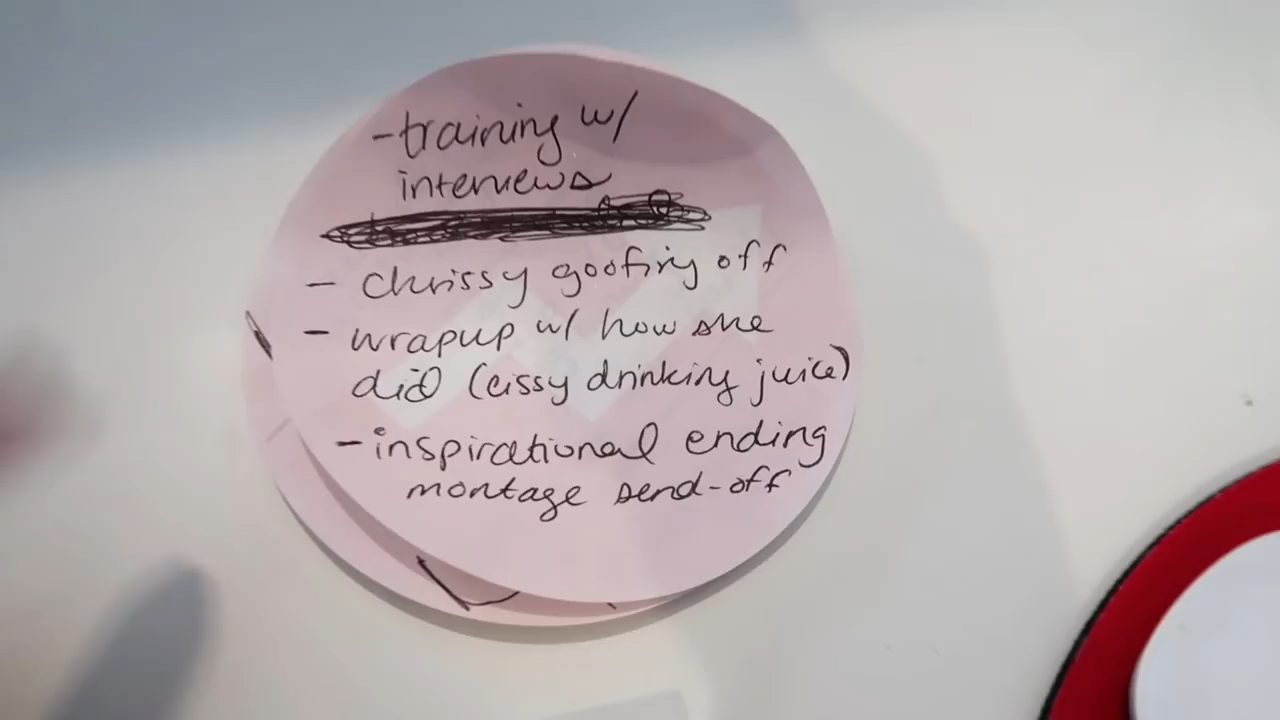 -training w/
interviews
- chrissy goofing off
- wrapup w/ how she
did (cissy drinking juice)
-inspirational ending
montage send-off